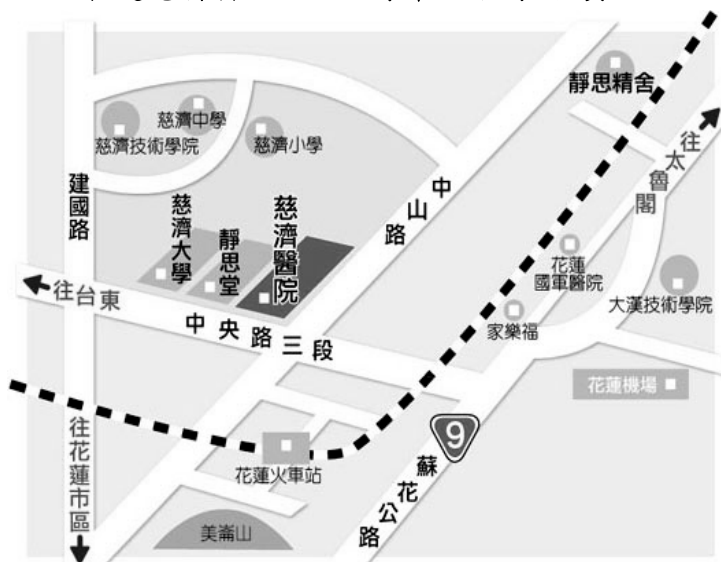 靜思精舍
往太魯閣
慈濟中學
慈濟技術學院
慈濟小學
中山路
建國路
慈濟大學
靜思堂
慈濟醫院
花蓮
國軍醫院
大漢技術學院
往台東
中央路三段
家樂福
花蓮機場
9
蘇花公路
往花蓮市區
花蓮火車站
美崙山